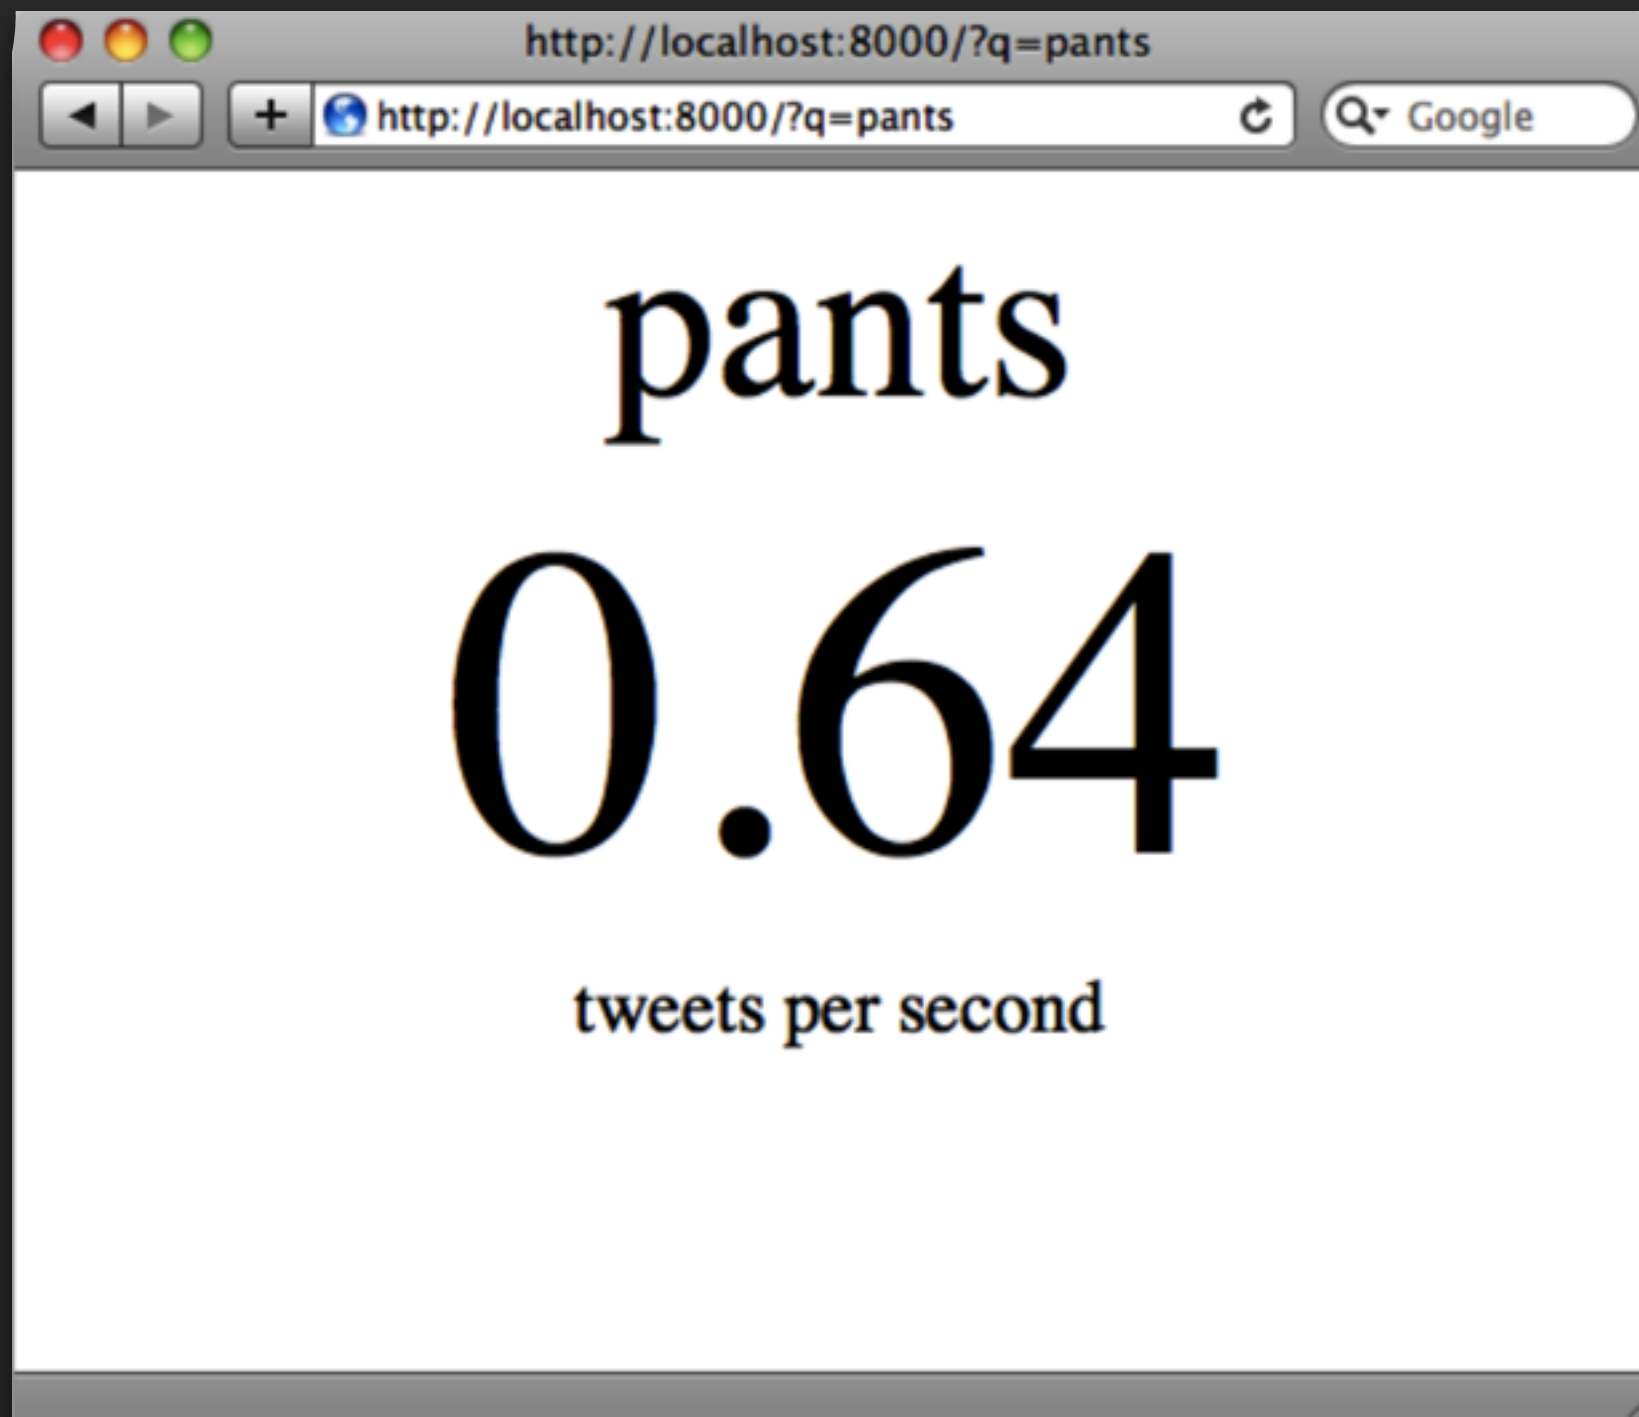 http://localhost:8000/?q=pants
http://localhost:8000/?q=pants
Google
pants
0.64
tweets per second